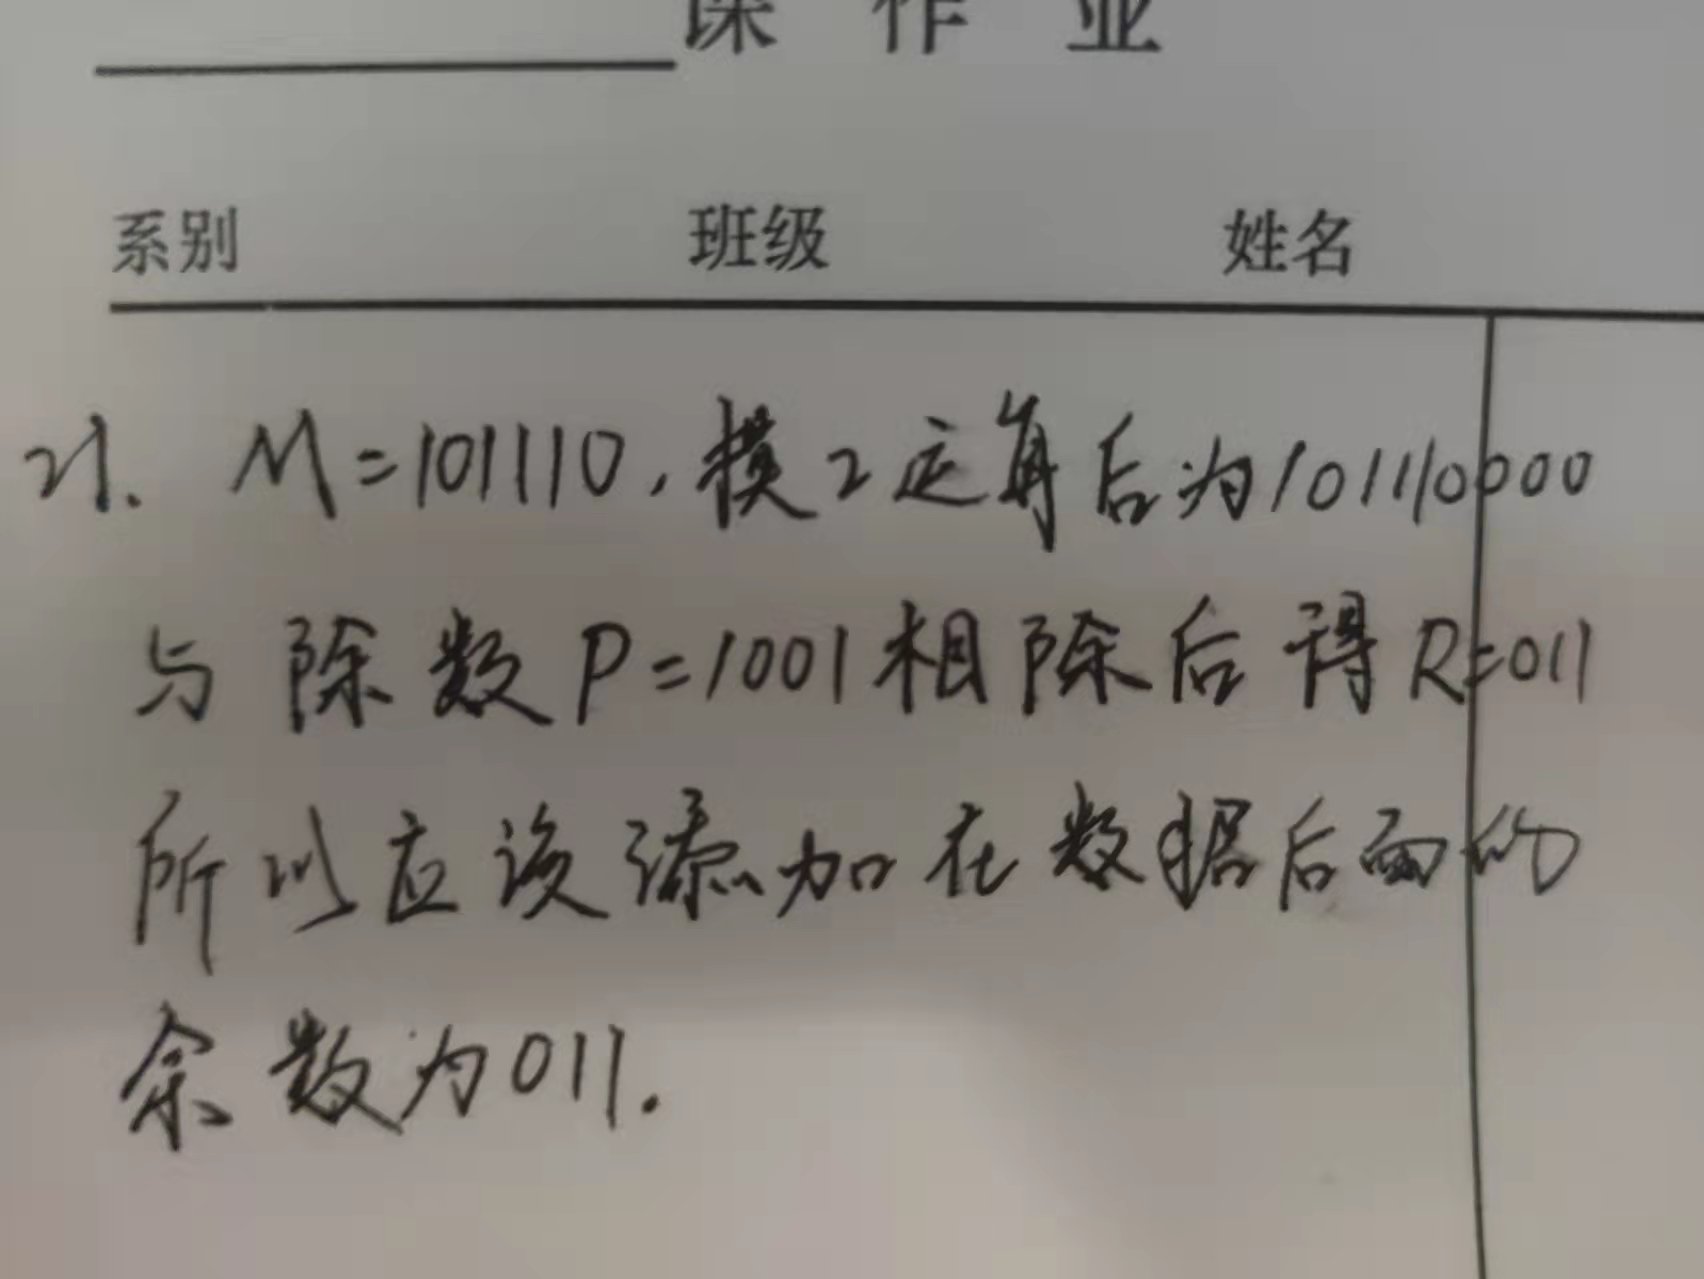 课 作 业
系别 班级 姓名
21. M=101110,模2运算后为101110000
与除数P=1001相除后得R=011
所以应该添加在数据后面的
余数为011.